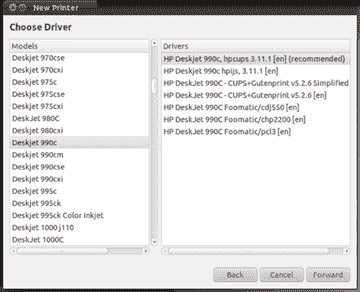 New Printer
Choose Driver
Models
Deskjet 970cse
Deskjet 970cxi
Deskjet 975c
Deskjet 975cse
Deskjet 975cxi
DeskJet 980C
Deskjet 980cxi
Deskjet 990c
Deskjet 990cm
Deskjet 990cse
Deskjet 990cxi
Deskjet 995c
Deskjet 995ck
Deskjet 995ck Color Inkjet
Deskjet 1000 j110
DeskJet 1000C
Drivers
HP Deskjet 990c, hpcups 3.11.1 [en] (recommended)
HP Deskjet 990c hpijs, 3.11.1 [en]
HP DeskJet 990C - CUPS+Gutenprint v5.2.6 Simplified
HP DeskJet 990C - CUPS+Gutenprint v5.2.6 [en]
HP DeskJet 990C Foomatic/cdj550 [en]
HP DeskJet 990C Foomatic/chp2200 [en]
HP DeskJet 990C Foomatic/pcl3 [en]
Back
Cancel
Forward